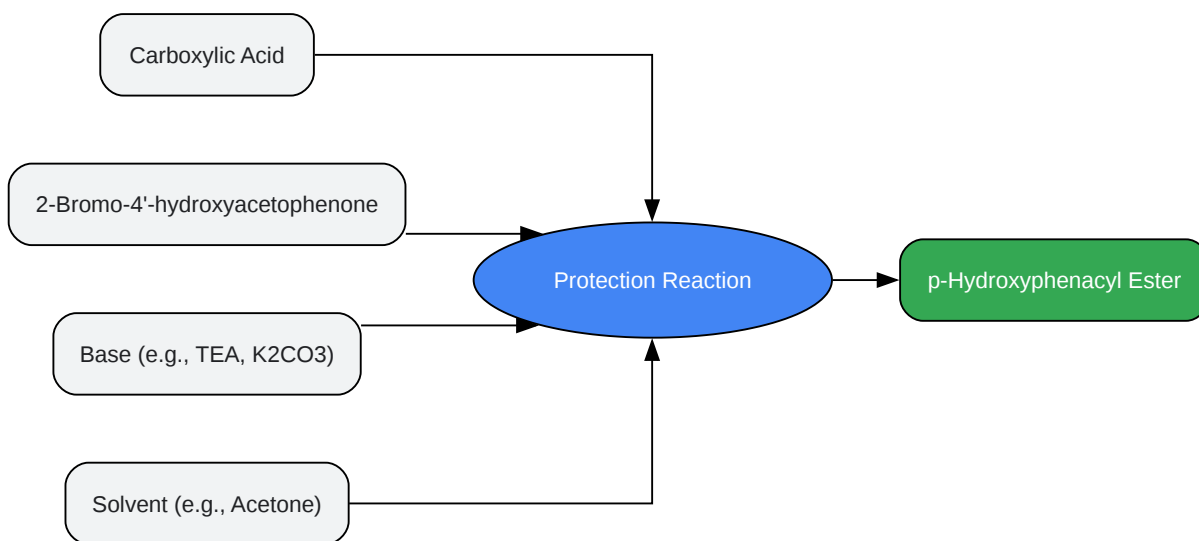 Carboxylic Acid
2-Bromo-4'-hydroxyacetophenone
Protection Reaction
p-Hydroxyphenacyl Ester
Base (e.g., TEA, K2CO3)
Solvent (e.g., Acetone)